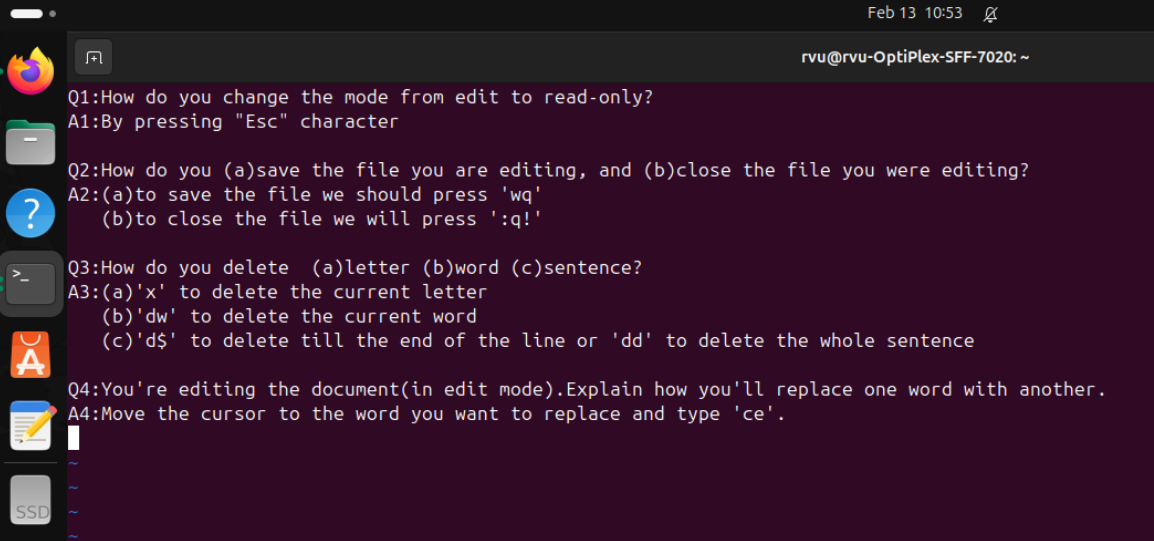 Feb 13 10:53
rvu@rvu-OptiPlex-SFF-7020: ~
Q1:How do you change the mode from edit to read-only?
A1:By pressing "Esc" character
Q2:How do you (a)save the file you are editing, and (b)close the file you were editing?
A2:(a)to save the file we should press 'wq'
(b)to close the file we will press ':q!'
Q3:How do you delete  (a)letter (b)word (c)sentence?
A3:(a)'x' to delete the current letter
(b)'dw' to delete the current word
(c)'d$' to delete till the end of the line or 'dd' to delete the whole sentence
Q4:You're editing the document(in edit mode).Explain how you'll replace one word with another.
A4:Move the cursor to the word you want to replace and type 'ce'.
~
~
~
~
SSD